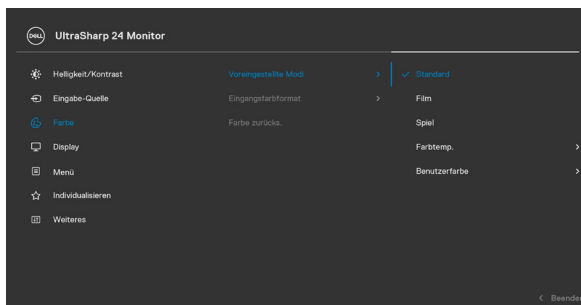 DELL UltraSharp 24 Monitor
Helligkeit/Kontrast Voreingestellte Modi Standard
Eingabe-Quelle Eingangsfarbformat Film
Farbe Farbe zurücks. Spiel
Display Farbtemp.
Menü Benutzerfarbe
Individualisieren
Weiteres
Beenden